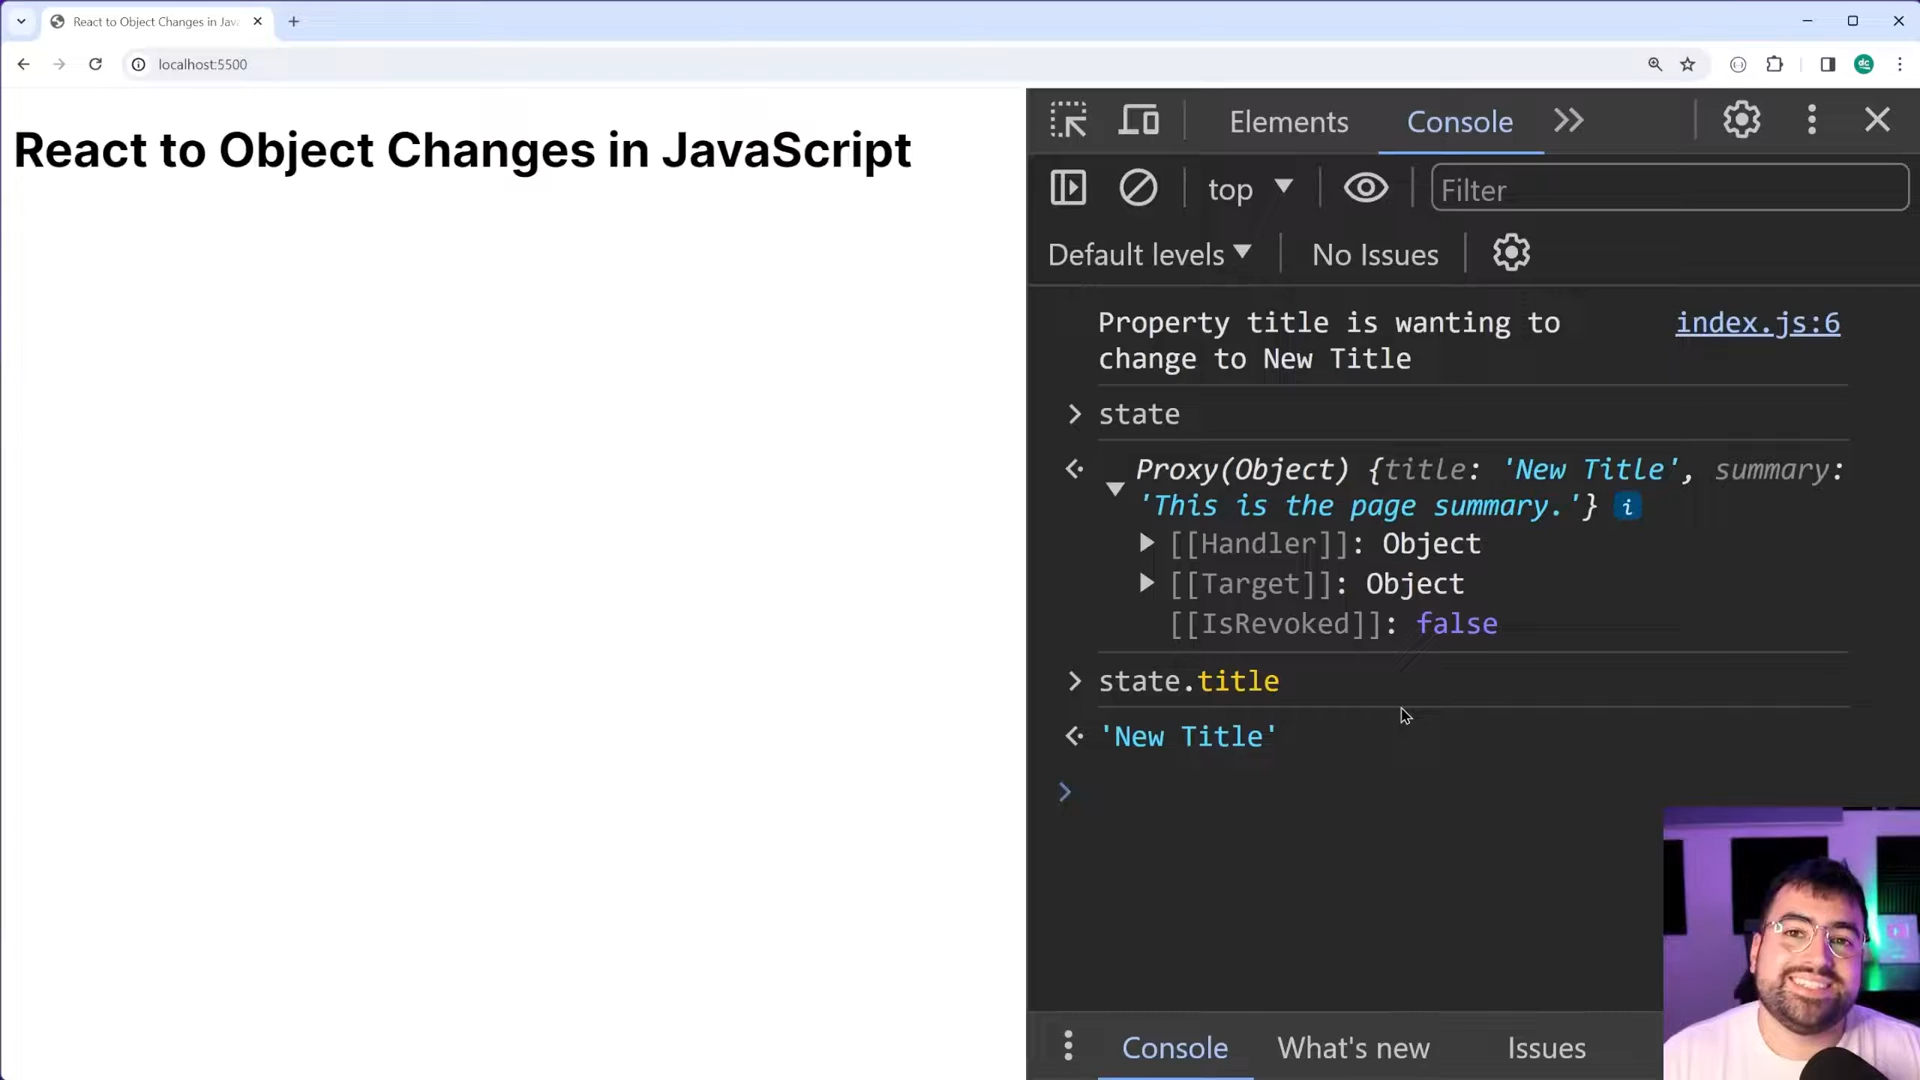 React to Object Changes in Jav
localhost:5500
React to Object Changes in JavaScript
Elements
Console
top
Filter
Default levels
No Issues
Property title is wanting to
change to New Title
index.js:6
> state
Proxy(Object) {title: 'New Title', summary:
'This is the page summary.'} i
[[Handler]]: Object
[[Target]]: Object
[[IsRevoked]]: false
> state.title
'New Title'
>
Console
What's new
Issues